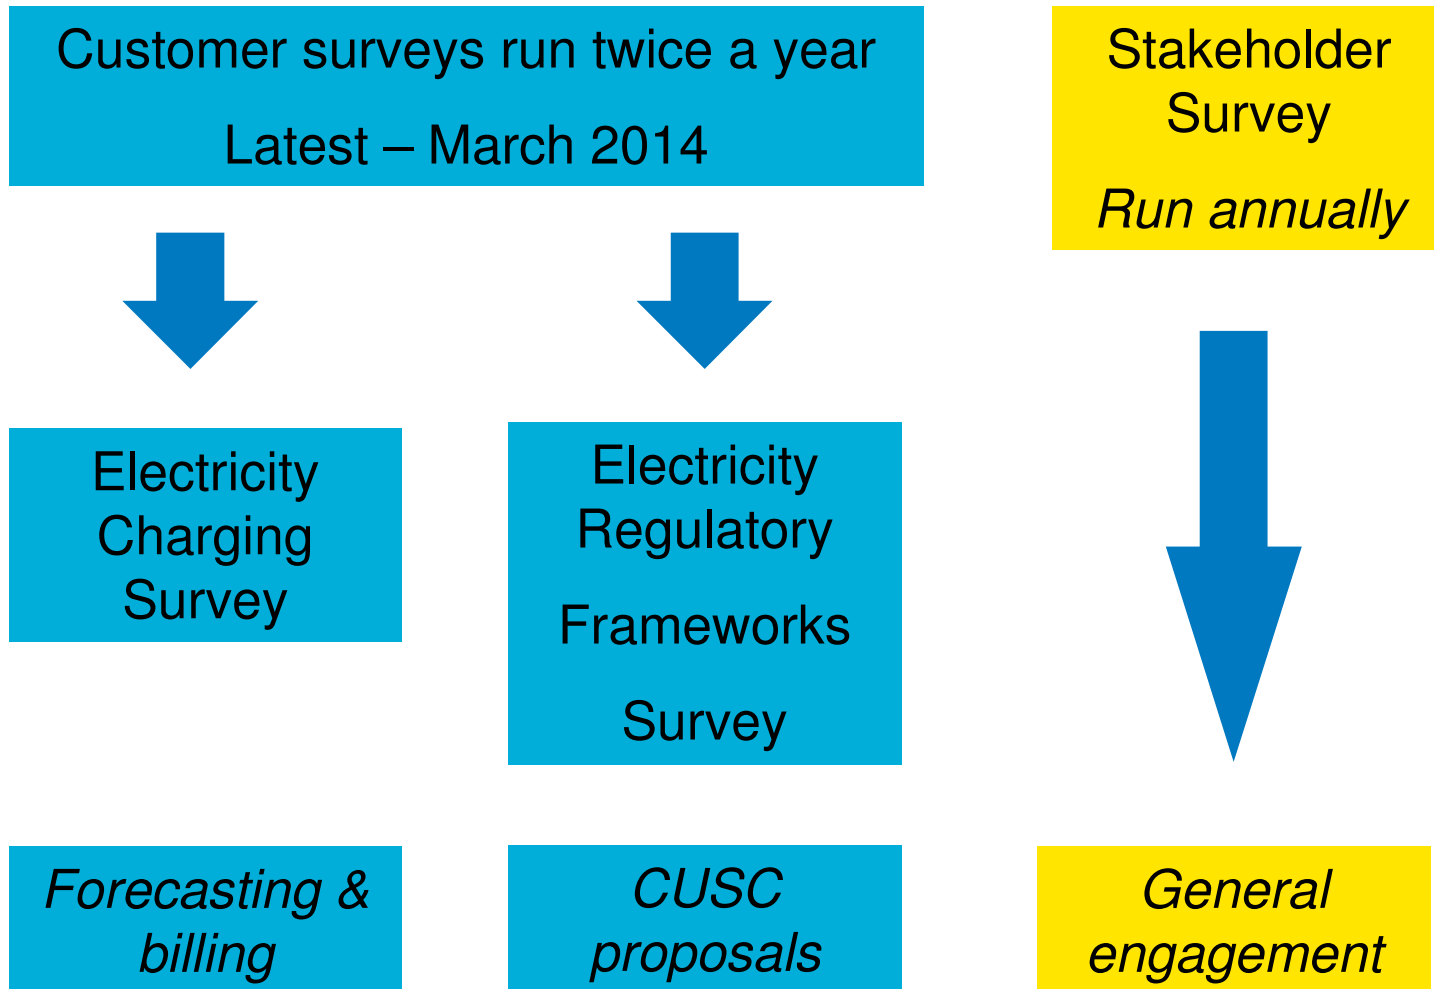 Customer surveys run twice a year
Latest – March 2014
Stakeholder
Survey
Run annually
Electricity
Charging
Survey
Electricity
Regulatory
Frameworks
Survey
Forecasting &
billing
CUSC
proposals
General
engagement